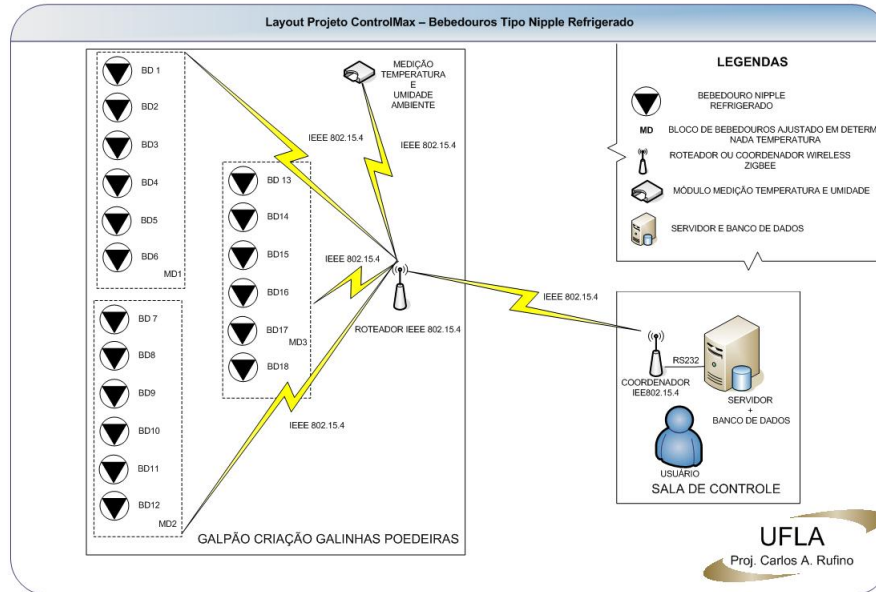 Layout Projeto ControlMax – Bebedouros Tipo Nipple Refrigerado
BD 1
BD2
BD3
BD4
BD5
BD6
MD1
BD 7
BD8
BD9
BD10
BD11
BD12
MD2
BD 13
BD14
BD15
BD16
BD17
MD3
BD18
MEDIÇÃO
TEMPERATURA
E
UMIDADE
AMBIENTE
IEEE 802.15.4
IEEE 802.15.4
IEEE 802.15.4
IEEE 802.15.4
ROTEADOR IEEE 802.15.4
GALPÃO CRIAÇÃO GALINHAS POEDEIRAS
IEEE 802.15.4
LEGENDAS
BEBEDOURO NIPPLE
REFRIGERADO
MD BLOCO DE BEBEDOUROS AJUSTADO EM DETERM
NADA TEMPERATURA
ROTEADOR OU COORDENADOR WIRELESS
ZIGBEE
MÓDULO MEDIÇÃO TEMPERATURA E UMIDADE
SERVIDOR E BANCO DE DADOS
RS232
COORDENADOR
IEE802.15.4
SERVIDOR
+
BANCO DE DADOS
USUÁRIO
SALA DE CONTROLE
UFLA
Proj. Carlos A. Rufino